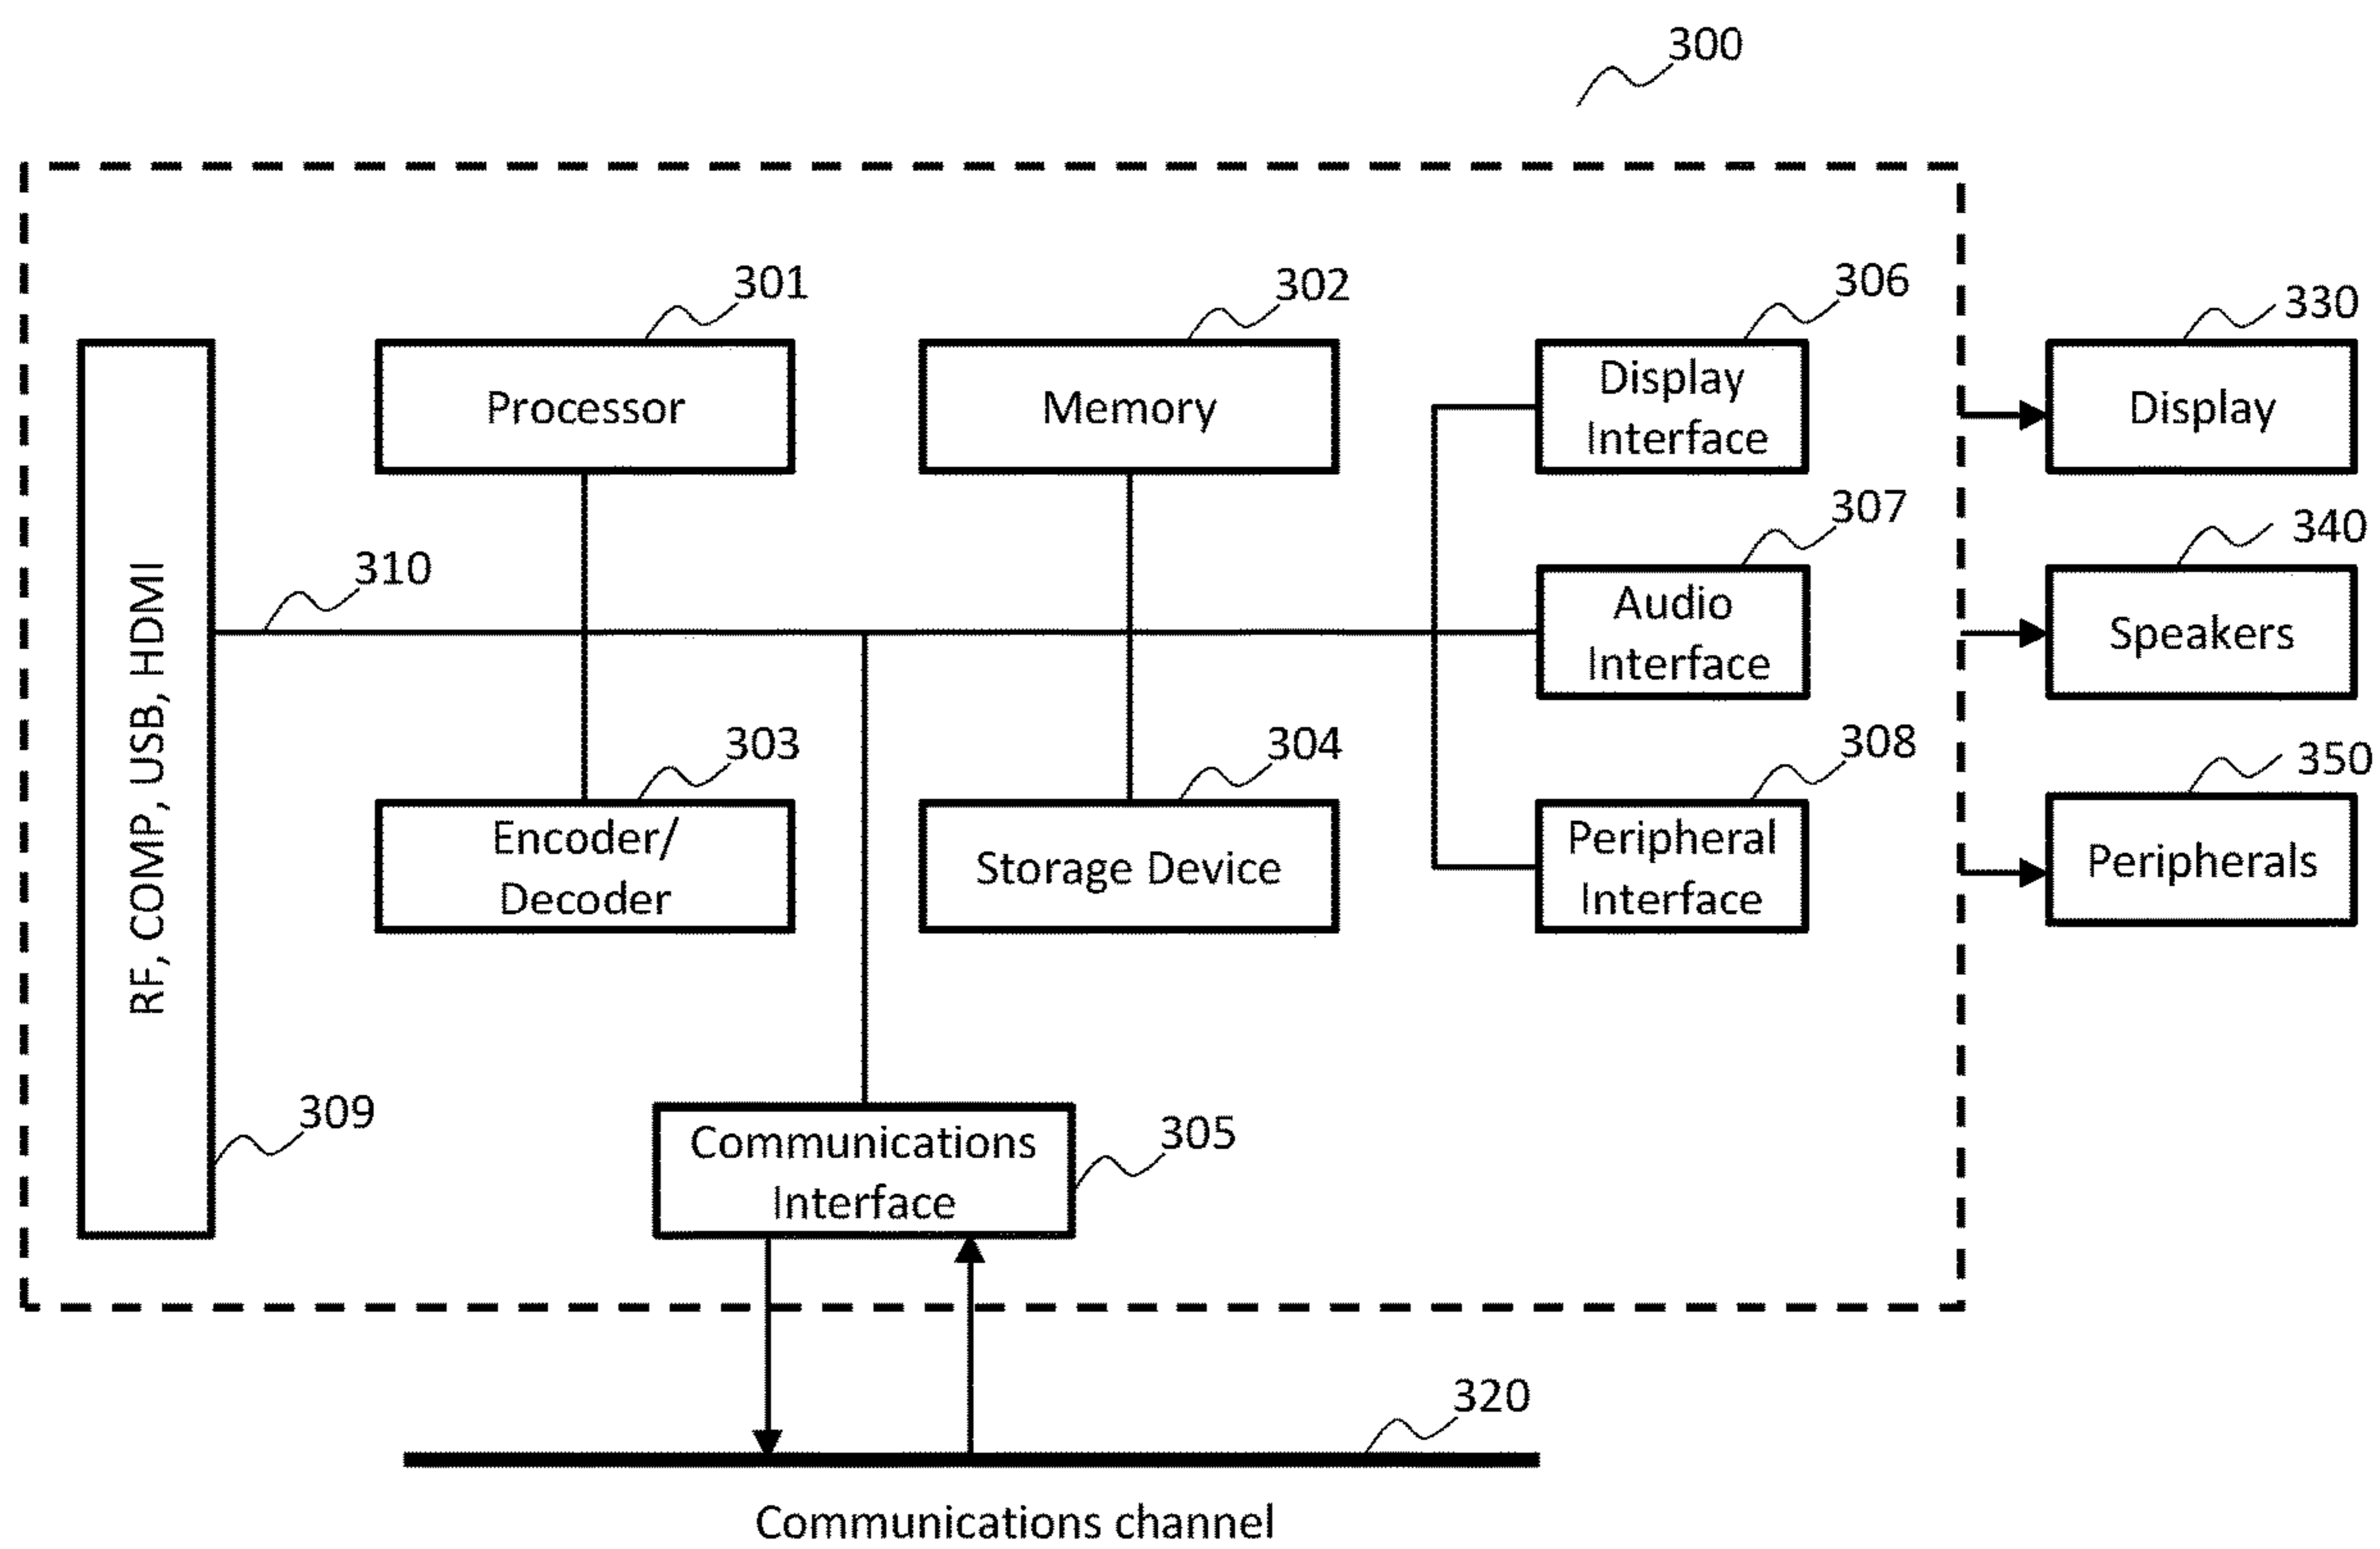 300
301
302
306
330
Processor
Memory
Display
Interface
Display
307
340
310
Audio
Interface
Speakers
RF, COMP, USB, HDMI
303
304
308
350
Encoder/
Decoder
Storage Device
Peripheral
Interface
Peripherals
309
Communications
Interface
305
320
Communications channel